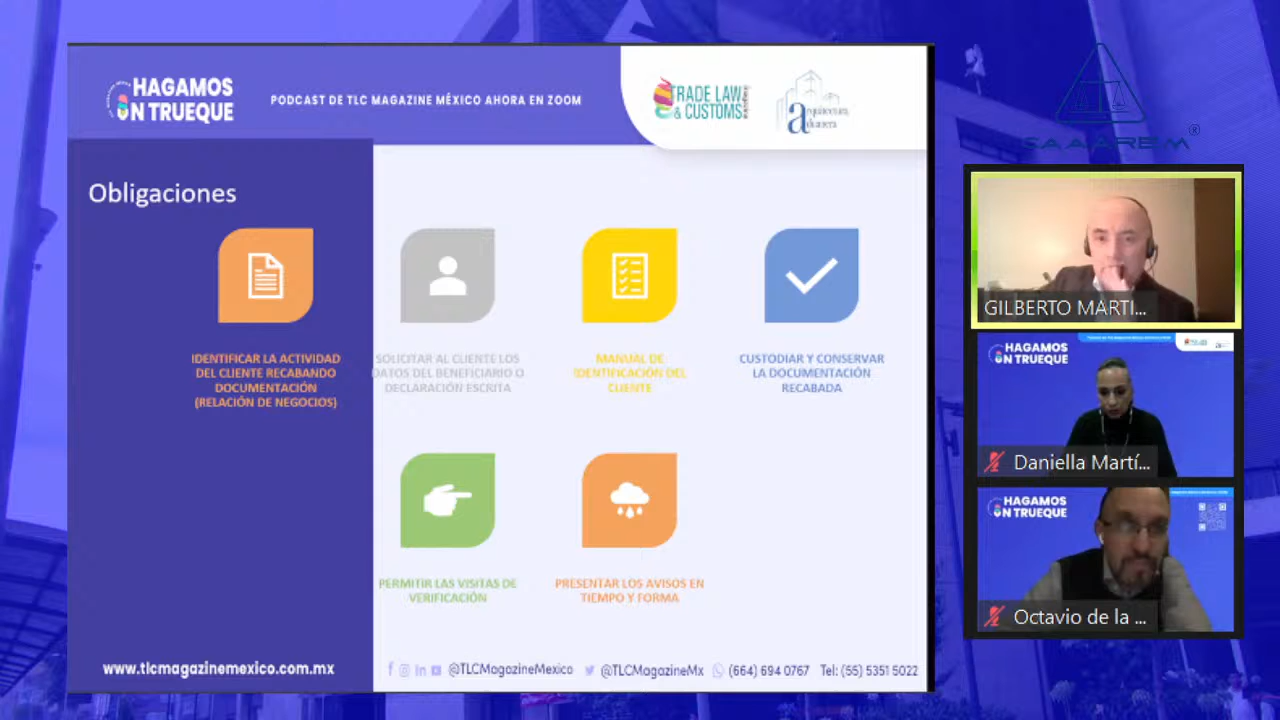 HAGAMOS
UN TRUEQUE
PODCAST DE TLC MAGAZINE MÉXICO AHORA EN ZOOM
TRADE LAW
& CUSTOMS
arquitectura
aduanera
CAAAREM®
Obligaciones
IDENTIFICAR LA ACTIVIDAD
DEL CLIENTE RECABANDO
DOCUMENTACIÓN
(RELACIÓN DE NEGOCIOS)
SOLICITAR AL CLIENTE LOS
DATOS DEL BENEFICIARIO O
DECLARACIÓN ESCRITA
MANUAL DE
IDENTIFICACIÓN DEL
CLIENTE
CUSTODIAR Y CONSERVAR
LA DOCUMENTACIÓN
RECABADA
PERMITIR LAS VISITAS DE
VERIFICACIÓN
PRESENTAR LOS AVISOS EN
TIEMPO Y FORMA
www.tlcmagazinemexico.com.mx
@TLCMagazineMexico
@TLCMagazineMx
(664) 694 0767
Tel: (55) 5351 5022
GILBERTO MARTI...
HAGAMOS
UN TRUEQUE
Daniella Martí...
HAGAMOS
UN TRUEQUE
Octavio de la ...